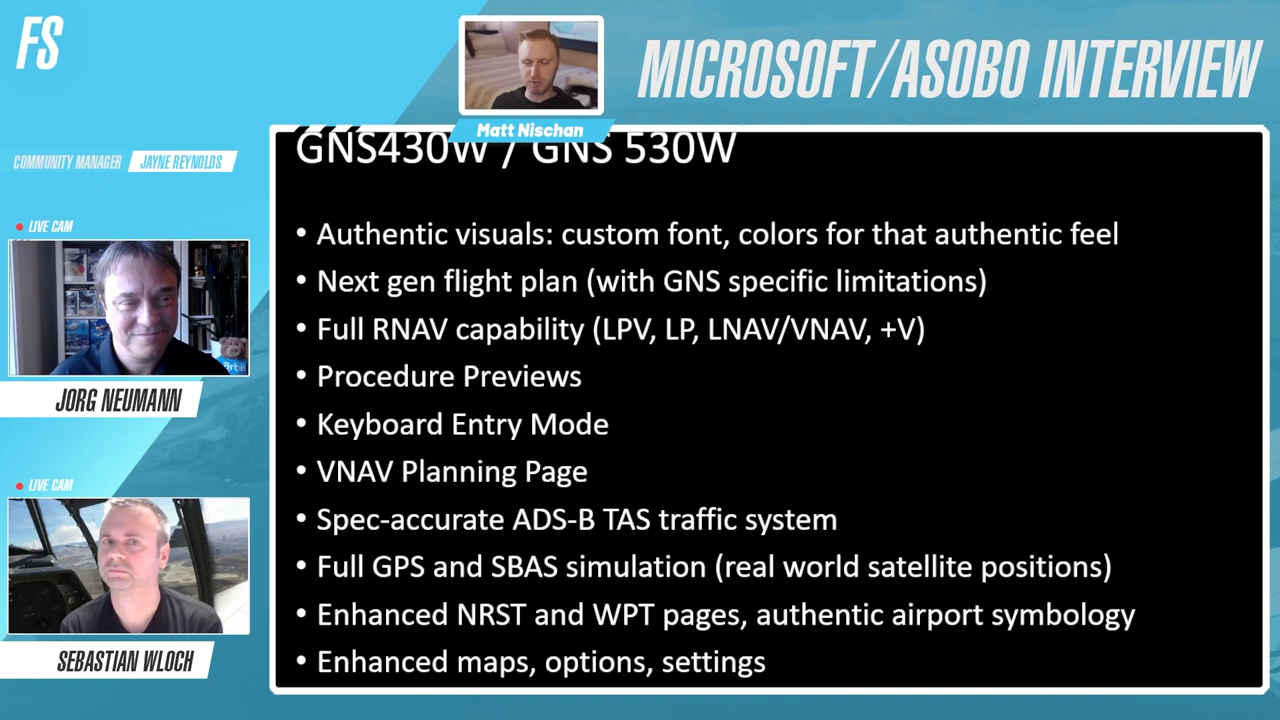 FS
MICROSOFT/ASOBO INTERVIEW
Matt Nischan
COMMUNITY MANAGER JAYNE REYNOLDS
LIVE CAM
JORG NEUMANN
LIVE CAM
SEBASTIAN WLOCH
GNS430W / GNS 530W
• Authentic visuals: custom font, colors for that authentic feel
• Next gen flight plan (with GNS specific limitations)
• Full RNAV capability (LPV, LP, LNAV/VNAV, +V)
• Procedure Previews
• Keyboard Entry Mode
• VNAV Planning Page
• Spec-accurate ADS-B TAS traffic system
• Full GPS and SBAS simulation (real world satellite positions)
• Enhanced NRST and WPT pages, authentic airport symbology
• Enhanced maps, options, settings